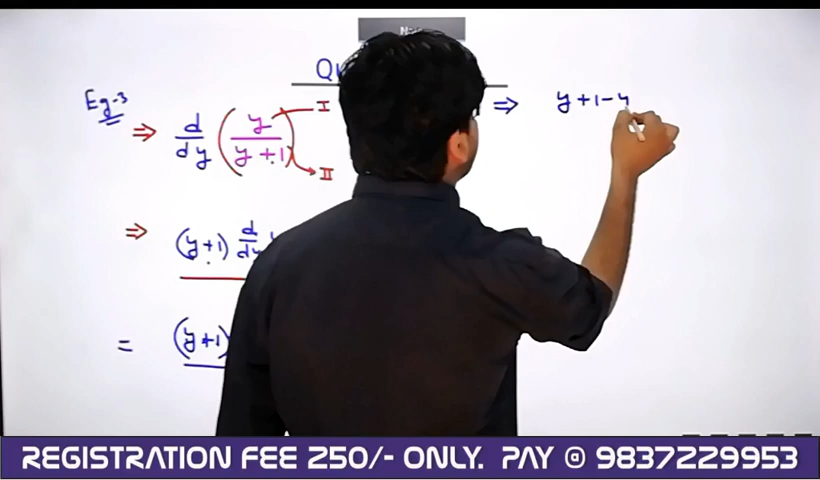 Eg-3
⇒ d/dy ( y / y+1 ) I II
⇒ (y+1) d/dy
= (y+1)
⇒ y+1-y
REGISTRATION FEE 250/- ONLY. PAY @ 9837229953